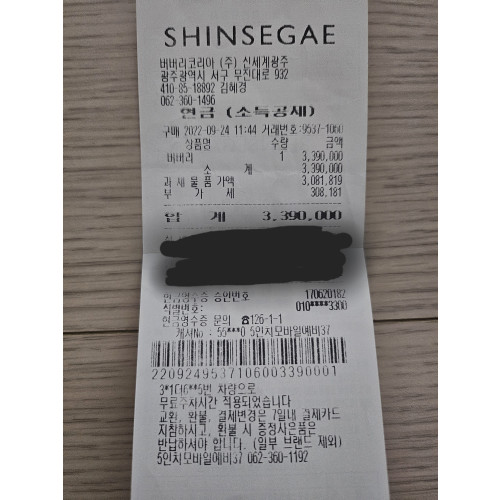 SHINSEGAE
버버리코리아 (주) 신세계광주
광주광역시 서구 무진대로 932
410-85-18892 김혜경
062-360-1496
현금 (소득공제)
구매 2022-09-24 11:44 거래번호:9537-1060
상품명 수량 금액
버버리 1 3,390,000
소 계 3,390,000
과 세 물 품 가액 3,081,819
부 가 세 308,181
합 계 3,390,000
현금영수증 승인번호 170620182
식별번호: 010****3300
현금영수증 문의 ☎126-1-1
계사No : 55***0 5인지모바일예비37
2209249537106003390001
차량으로
무료주차시간 적용되었습니다
교환, 환불, 결제변경은 7일내 결제카드
지참하시고, 환불 시 증정사은품은
반납하셔야 합니다. (일부 브랜드 제외)
5인지모바일예비37 062-360-1192